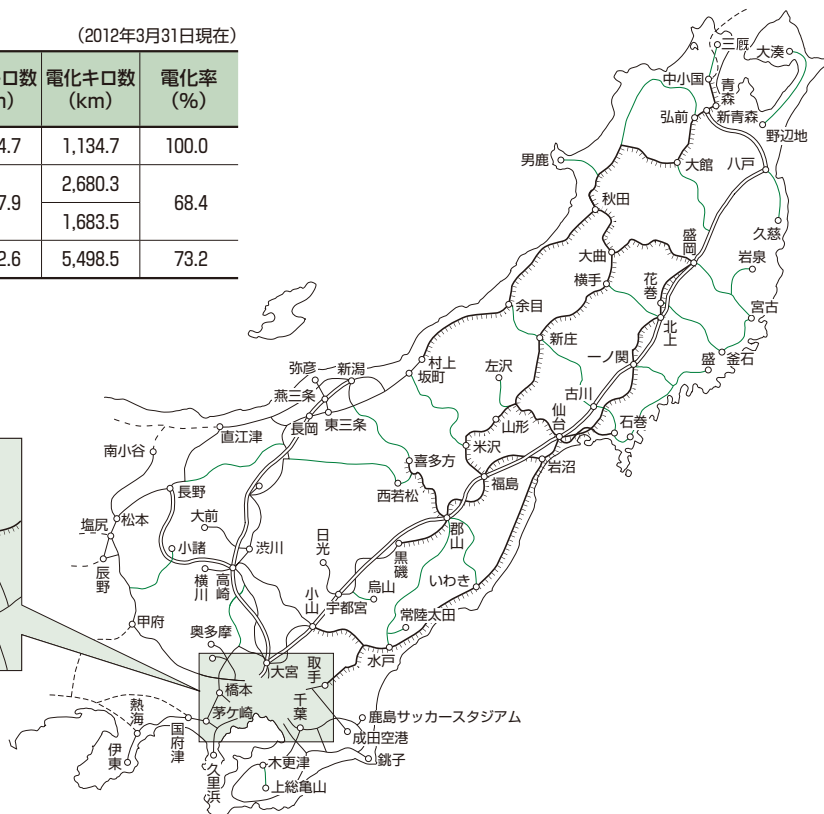 （2012年3月31日現在）
電化キロ数
（km）
電化率
（%）
1,134.7
100.0
2,680.3
68.4
1,683.5
5,498.5
73.2
三厩
大湊
中小国
青森
弘前
新青森
野辺地
男鹿
大館
八戸
秋田
久慈
盛岡
大曲
岩泉
横手
花巻
宮古
余目
北上
新庄
一ノ関
盛
釜石
村上
坂町
左沢
弥彦
新潟
古川
燕三条
仙台
石巻
長岡
東三条
山形
直江津
米沢
南小谷
喜多方
岩沼
福島
長野
西若松
松本
大前
塩尻
日光
郡山
小諸
渋川
黒磯
辰野
横川
高崎
小山
宇都宮
烏山
いわき
常陸太田
甲府
奥多摩
水戸
大宮
取手
橋本
千葉
熱海
茅ケ崎
鹿島サッカースタジアム
国府津
成田空港
伊東
久里浜
木更津
銚子
上総亀山